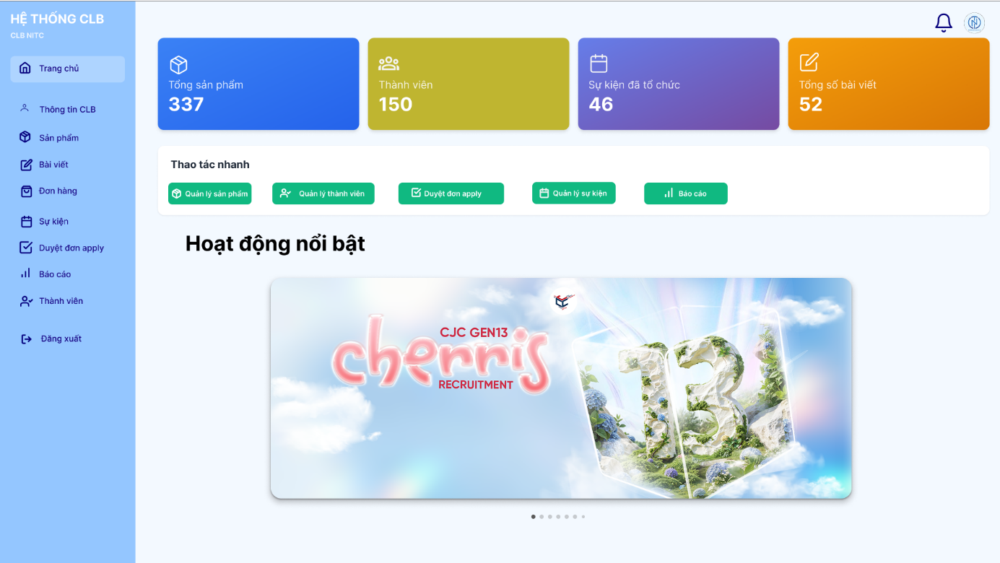 HỆ THỐNG CLB
CLB NITC
Trang chủ
Thông tin CLB
Sản phẩm
Bài viết
Đơn hàng
Sự kiện
Duyệt đơn apply
Báo cáo
Thành viên
Đăng xuất
Tổng sản phẩm
337
Thành viên
150
Sự kiện đã tổ chức
46
Tổng số bài viết
52
Thao tác nhanh
Quản lý sản phẩm
Quản lý thành viên
Duyệt đơn apply
Quản lý sự kiện
Báo cáo
Hoạt động nổi bật
CJC GEN13
cherris
RECRUITMENT
13